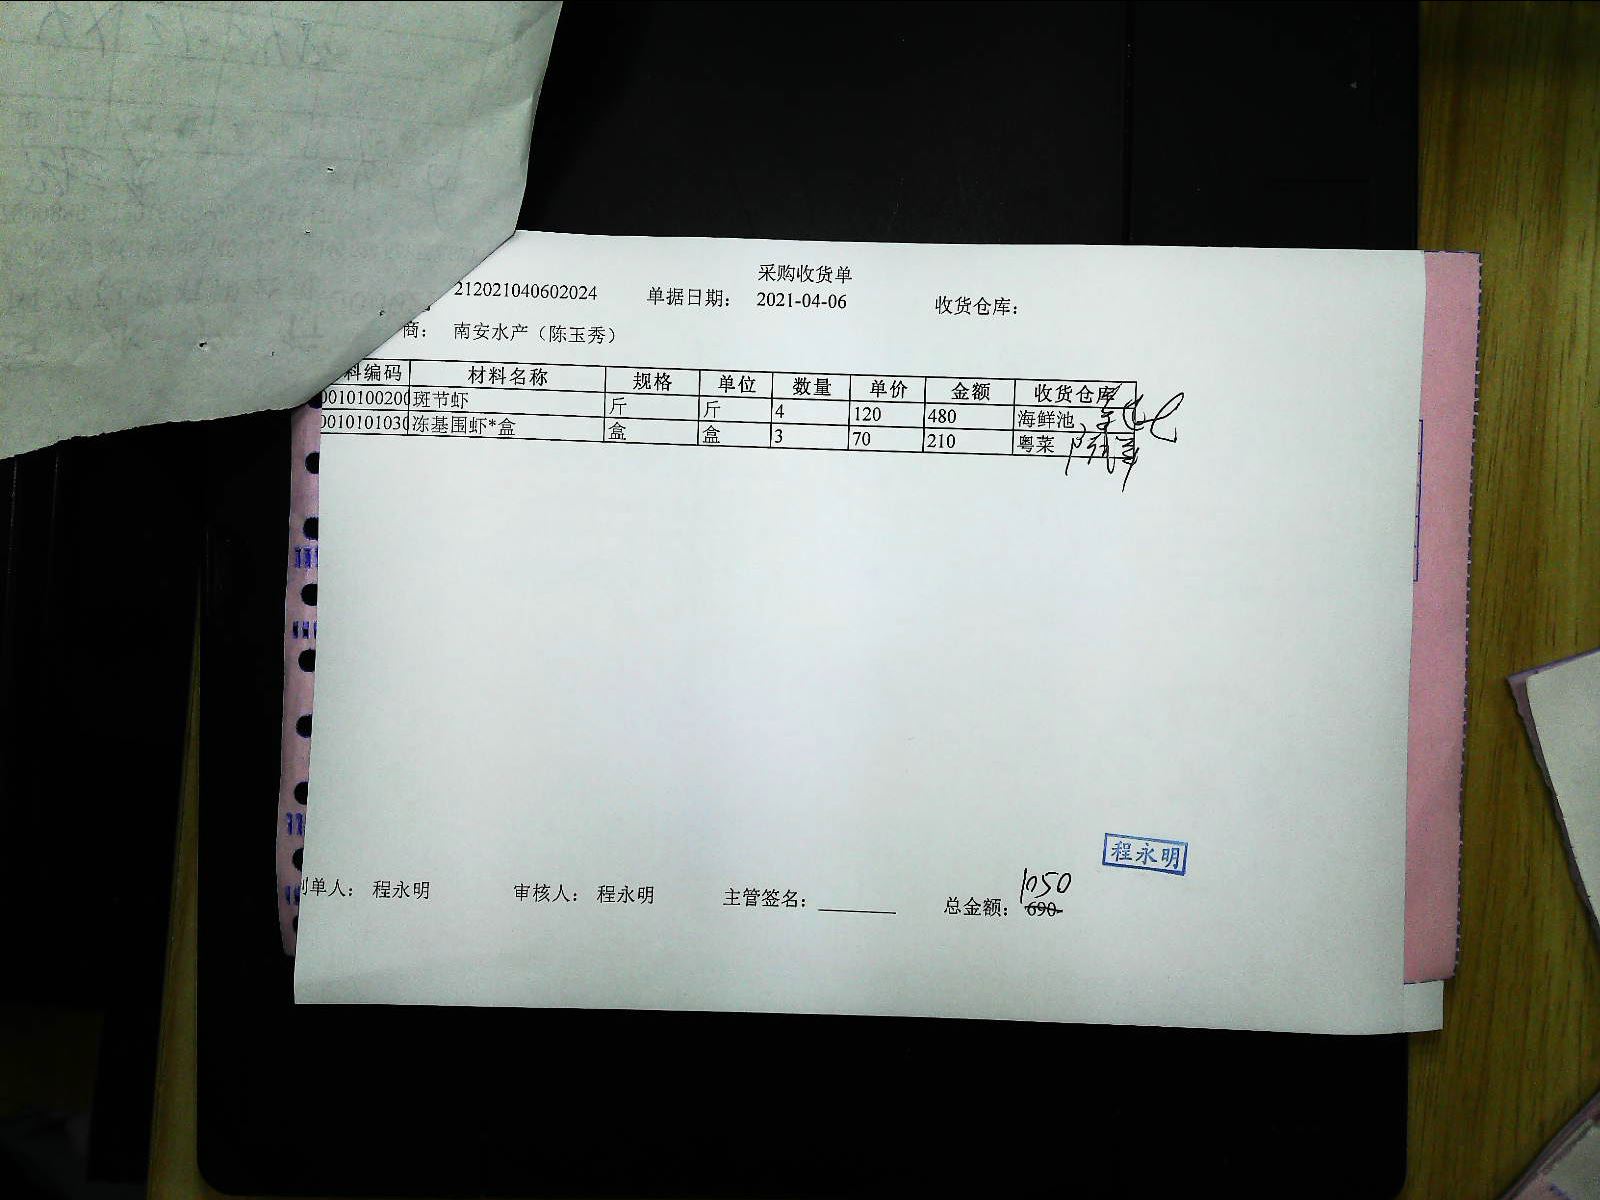 采购收货单
212021040602024 单据日期： 2021-04-06 收货仓库：
商： 南安水产（陈玉秀）
料编码 材料名称 规格 单位 数量 单价 金额 收货仓库
0010100200 斑节虾 斤 斤 4 120 480 海鲜池
0010101030 冻基围虾*盒 盒 盒 3 70 210 粤菜
程永明
单人： 程永明 审核人： 程永明 主管签名： 总金额： 690
1050